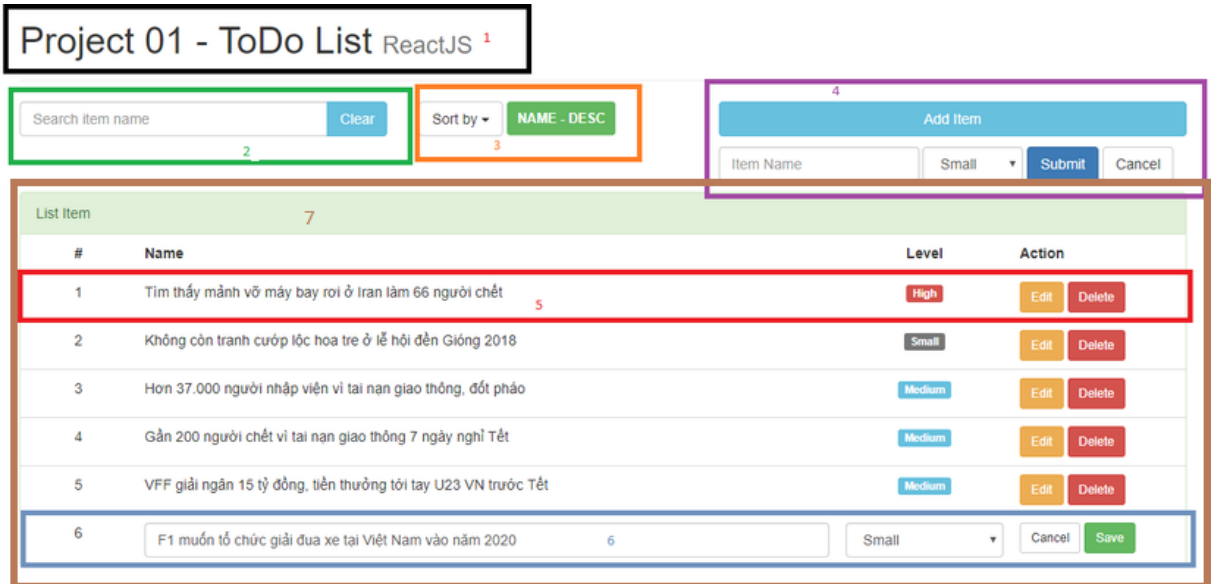 Project 01 - ToDo List ReactJS 1
4
Search item name Clear Sort by NAME - DESC Add Item
2 3
Item Name Small Submit Cancel
List Item 7
# Name Level Action
1 Tìm thấy mảnh vỡ máy bay rơi ở Iran làm 66 người chết High Edit Delete
5
2 Không còn tranh cướp lộc hoa tre ở lễ hội đền Gióng 2018 Small Edit Delete
3 Hơn 37.000 người nhập viện vì tai nạn giao thông, đốt pháo Medium Edit Delete
4 Gần 200 người chết vì tai nạn giao thông 7 ngày nghỉ Tết Medium Edit Delete
5 VFF giải ngân 15 tỷ đồng, tiền thưởng tới tay U23 VN trước Tết Medium Edit Delete
6 F1 muốn tổ chức giải đua xe tại Việt Nam vào năm 2020 6 Small Cancel Save